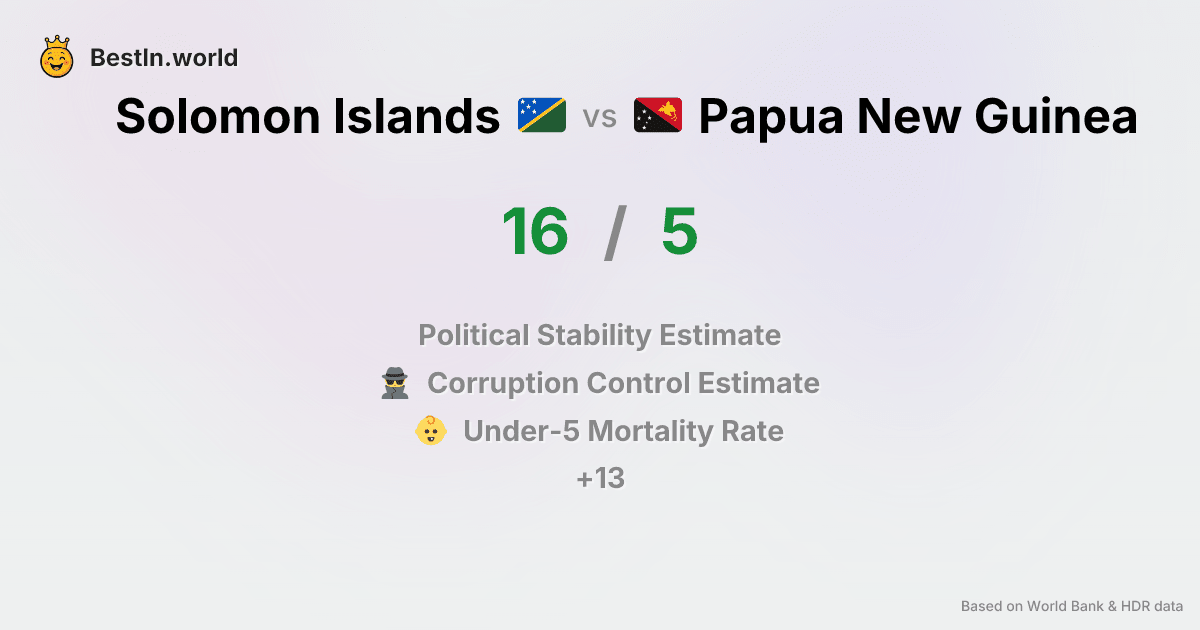 BestIn.world
Solomon Islands vs Papua New Guinea
16 / 5
Political Stability Estimate
Corruption Control Estimate
Under-5 Mortality Rate
+13
Based on World Bank & HDR data